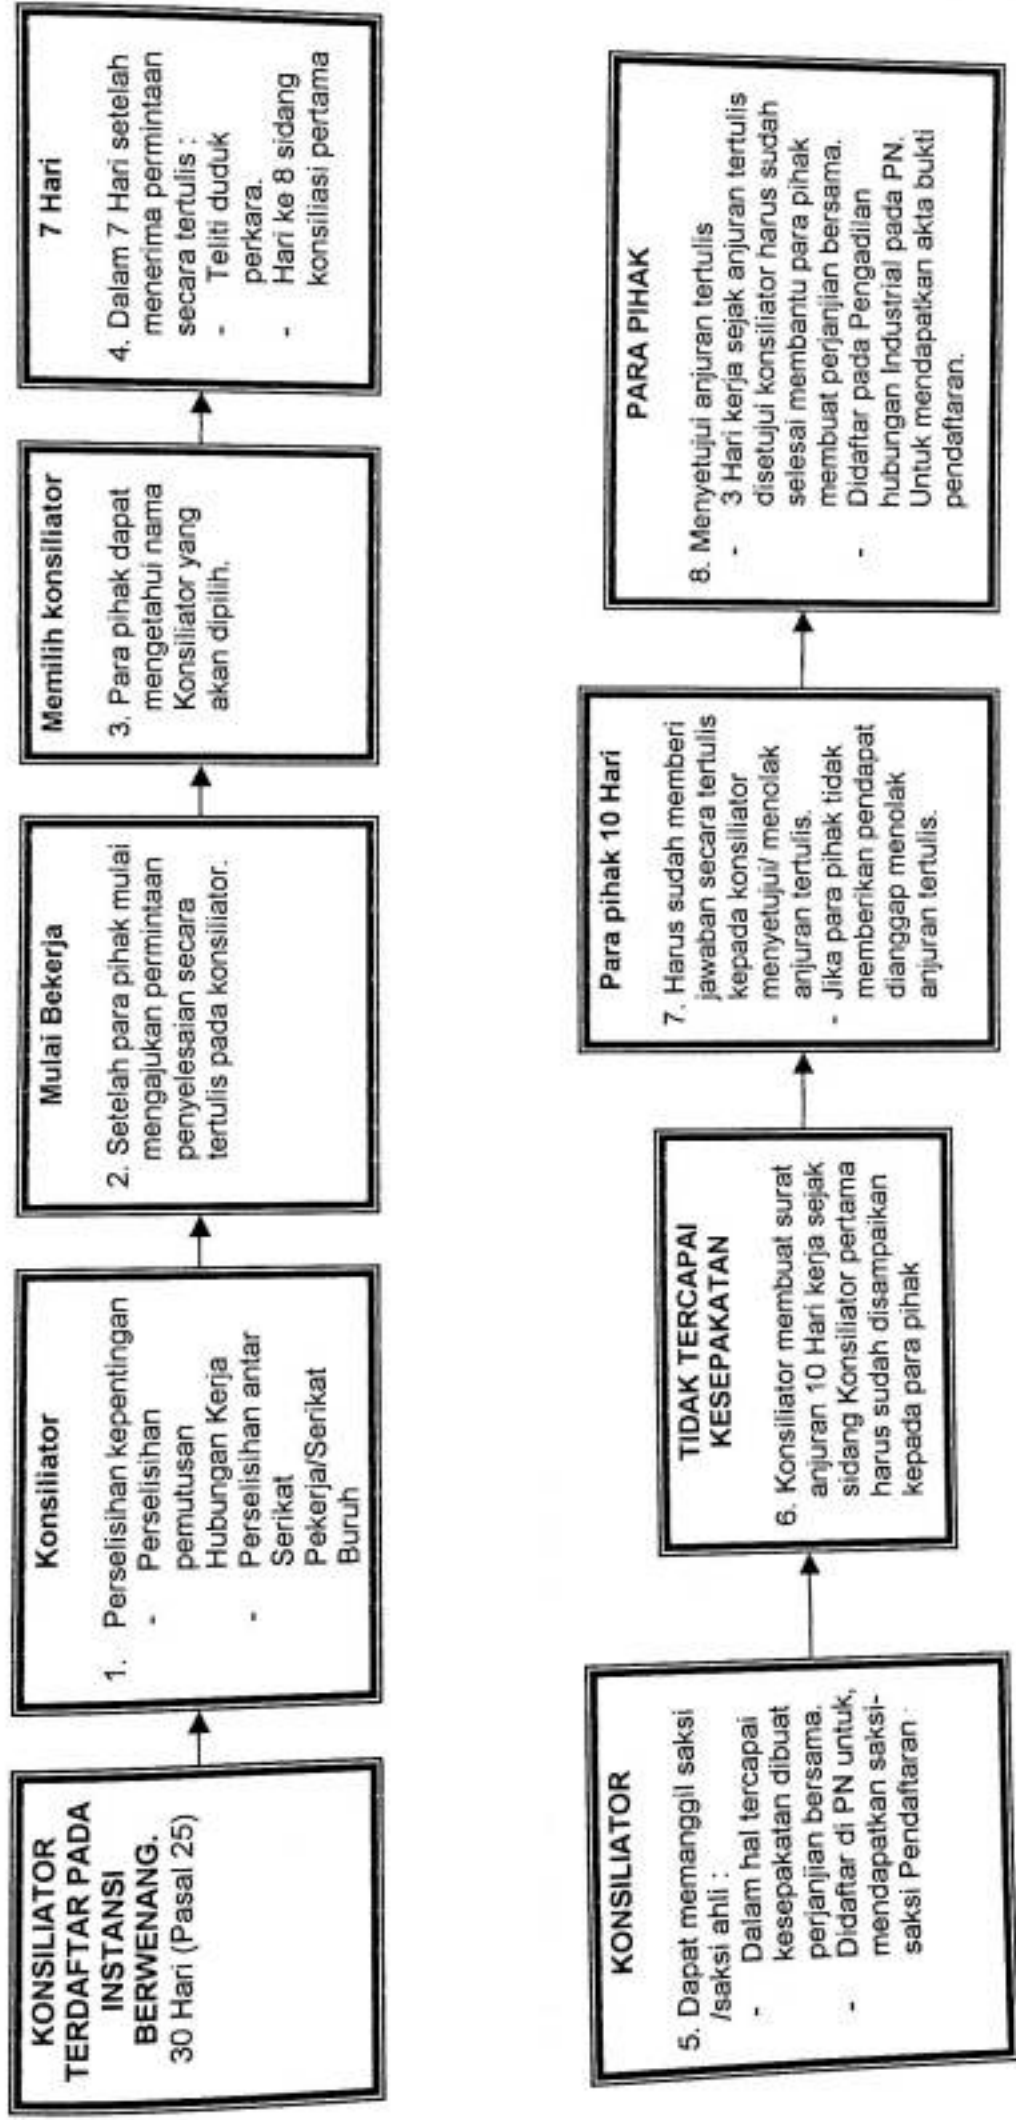 KONSILIATOR
TERDAFTAR PADA
INSTANSI
BERWENANG.
30 Hari (Pasal 25)
Konsiliator
1. Perselisihan kepentingan
- Perselisihan
pemutusan
Hubungan Kerja
- Perselisihan antar
Serikat
Pekerja/Serikat
Buruh
Mulai Bekerja
2. Setelah para pihak mulai
mengajukan permintaan
penyelesaian secara
tertulis pada konsiliator.
Memilih konsiliator
3. Para pihak dapat
mengetahui nama
Konsiliator yang
akan dipilih.
7 Hari
4. Dalam 7 Hari setelah
menerima permintaan
secara tertulis :
- Teliti duduk
perkara.
- Hari ke 8 sidang
konsiliasi pertama
KONSILIATOR
5. Dapat memanggil saksi
/saksi ahli :
- Dalam hal tercapai
kesepakatan dibuat
perjanjian bersama.
- Didaftar di PN untuk,
mendapatkan saksi-
saksi Pendaftaran
TIDAK TERCAPAI
KESEPAKATAN
6. Konsiliator membuat surat
anjuran 10 Hari kerja sejak
sidang Konsiliator pertama
harus sudah disampaikan
kepada para pihak
Para pihak 10 Hari
7. Harus sudah memberi
jawaban secara tertulis
kepada konsiliator
menyetujui/ menolak
anjuran tertulis.
- Jika para pihak tidak
memberikan pendapat
dianggap menolak
anjuran tertulis.
PARA PIHAK
8. Menyetujui anjuran tertulis
- 3 Hari kerja sejak anjuran tertulis
disetujui konsiliator harus sudah
selesai membantu para pihak
membuat perjanjian bersama.
- Didaftar pada Pengadilan
hubungan Industrial pada PN.
Untuk mendapatkan akta bukti
pendaftaran.